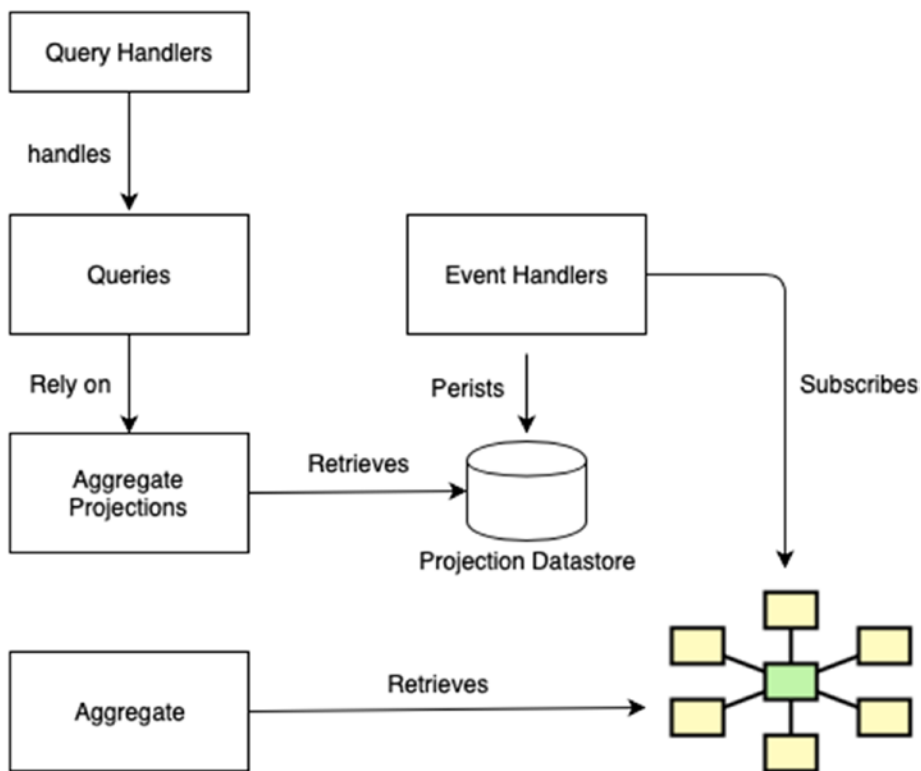 Query Handlers
handles
Queries
Event Handlers
Rely on
Perists
Subscribes
Aggregate
Projections
Retrieves
Projection Datastore
Aggregate
Retrieves